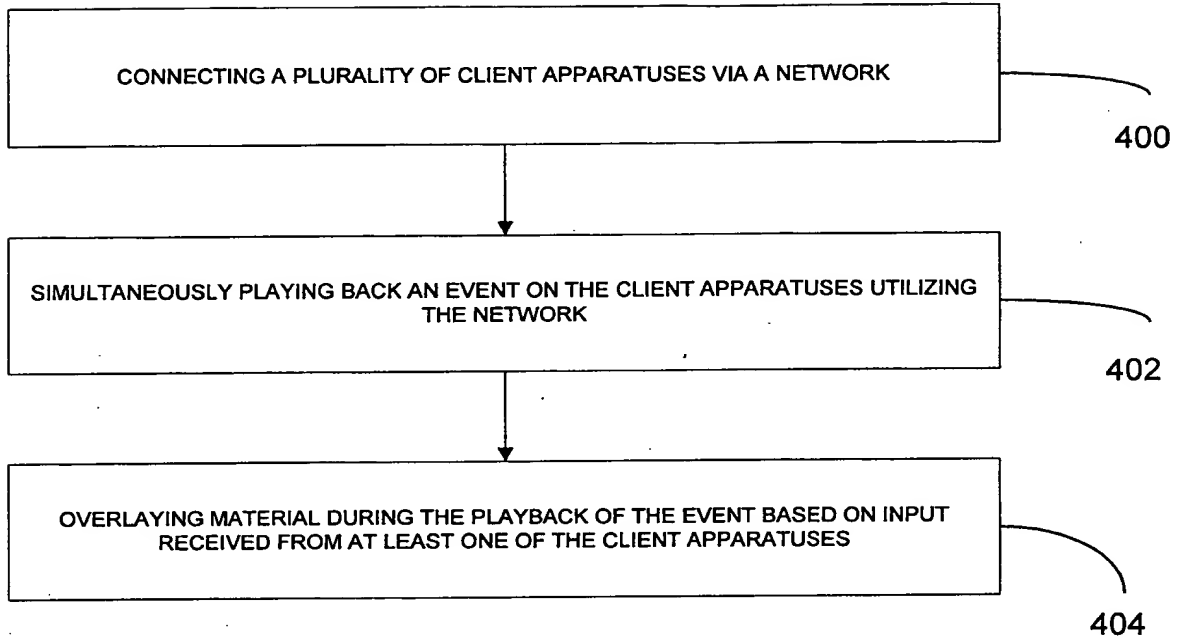 CONNECTING A PLURALITY OF CLIENT APPARATUSES VIA A NETWORK
400
SIMULTANEOUSLY PLAYING BACK AN EVENT ON THE CLIENT APPARATUSES UTILIZING
THE NETWORK
402
OVERLAYING MATERIAL DURING THE PLAYBACK OF THE EVENT BASED ON INPUT
RECEIVED FROM AT LEAST ONE OF THE CLIENT APPARATUSES
404